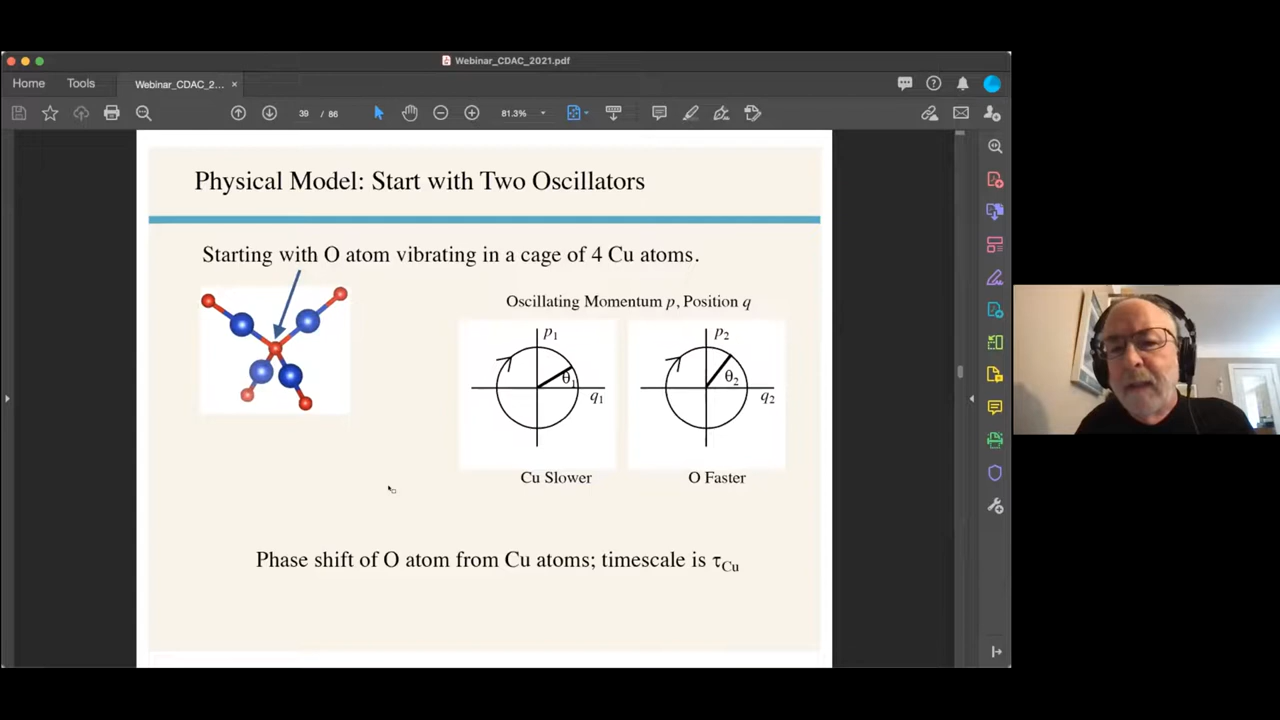 Webinar_CDAC_2021.pdf
Home Tools Webinar_CDAC_2... ×
39 / 86 81.3%
Physical Model: Start with Two Oscillators
Starting with O atom vibrating in a cage of 4 Cu atoms.
Oscillating Momentum p, Position q
p1 p2
θ1 θ2
q1 q2
Cu Slower O Faster
Phase shift of O atom from Cu atoms; timescale is τCu